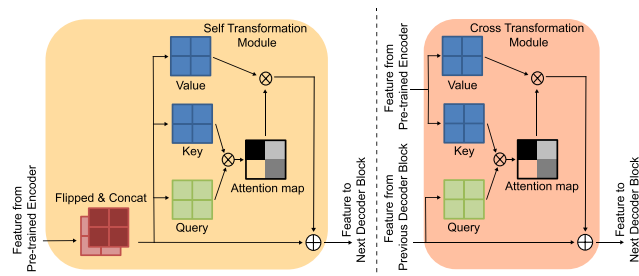 Self Transformation
Module
Value
Key
Query
Attention map
Flipped & Concat
Feature from
Pre-trained Encoder
Feature to
Next Decoder Block
Cross Transformation
Module
Feature from
Pre-trained Encoder
Value
Key
Query
Attention map
Feature from
Previous Decoder Block
Feature to
Next Decoder Block